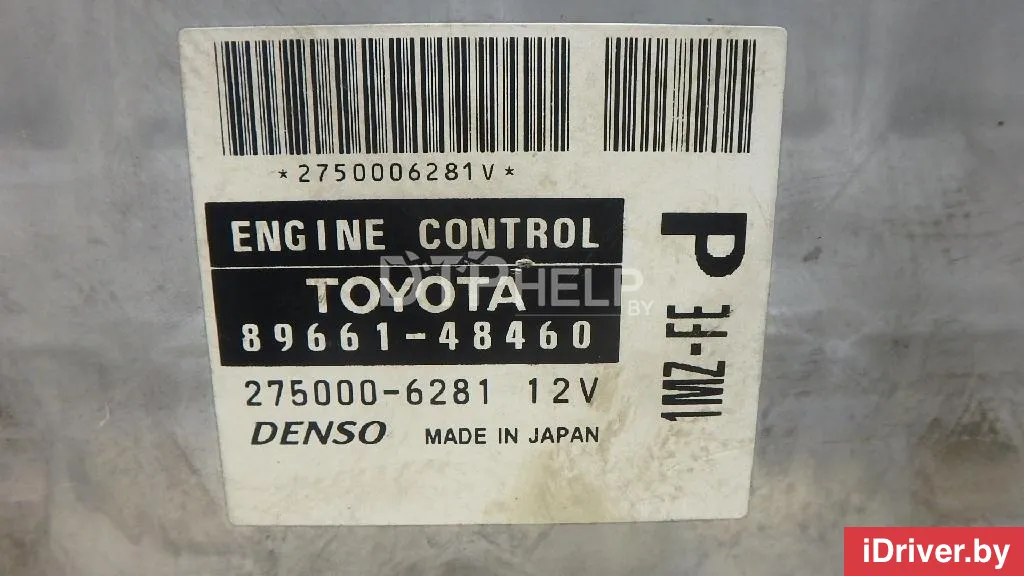 *2750006281V*
ENGINE CONTROL
TOYOTA
89661-48460
275000-6281 12V
DENSO MADE IN JAPAN
P
1MZ-FE
DTPHELP
BY
iDriver.by